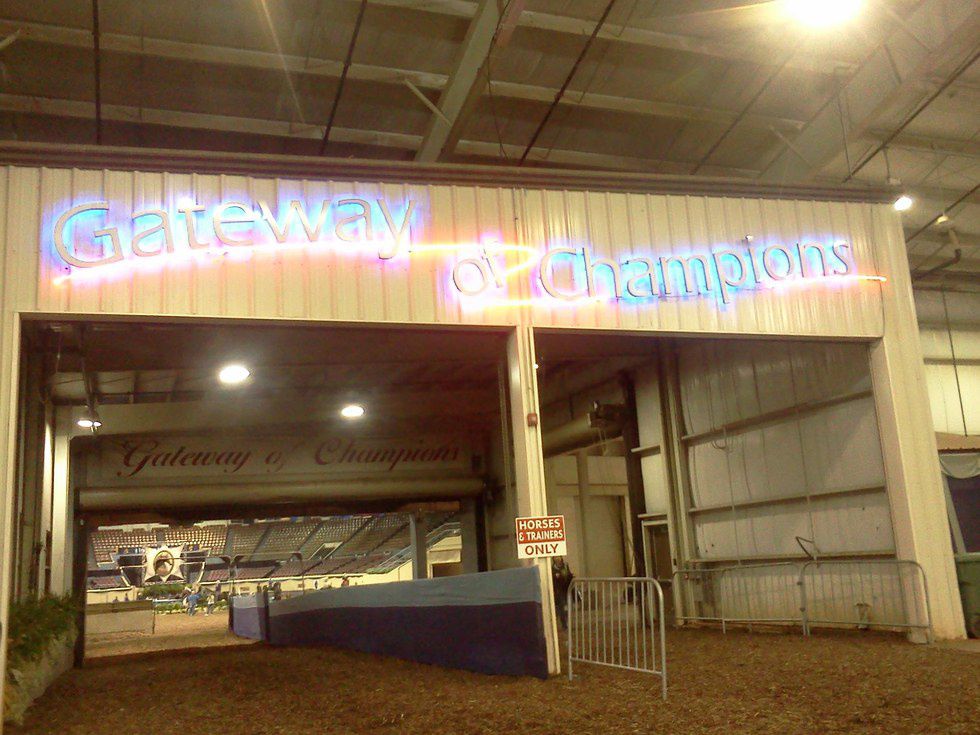 Gateway
of Champions
Gateway of Champions
HORSES
& TRAINERS
ONLY